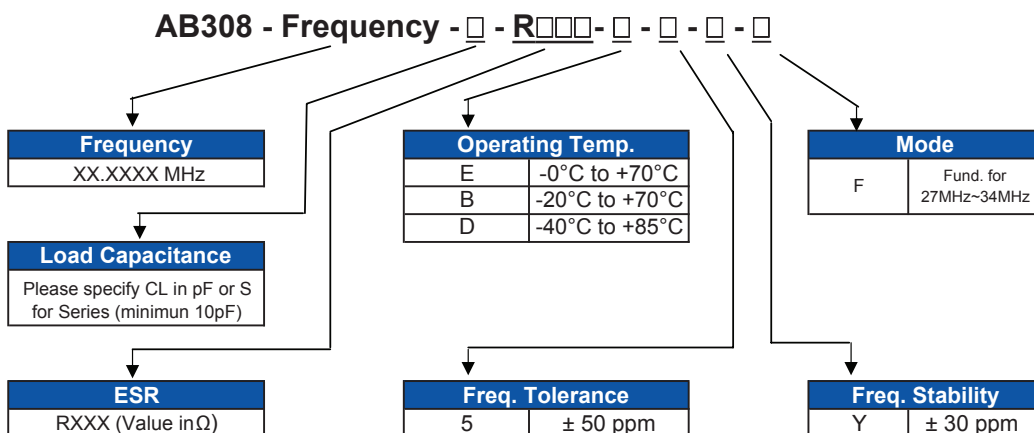 AB308 - Frequency - □ - R□□□- □ - □ - □ - □
Frequency
XX.XXXX MHz
Load Capacitance
Please specify CL in pF or S
for Series (minimun 10pF)
ESR
RXXX (Value inΩ)
Operating Temp.
E -0°C to +70°C
B -20°C to +70°C
D -40°C to +85°C
Freq. Tolerance
5 ± 50 ppm
Mode
F Fund. for
27MHz~34MHz
Freq. Stability
Y ± 30 ppm